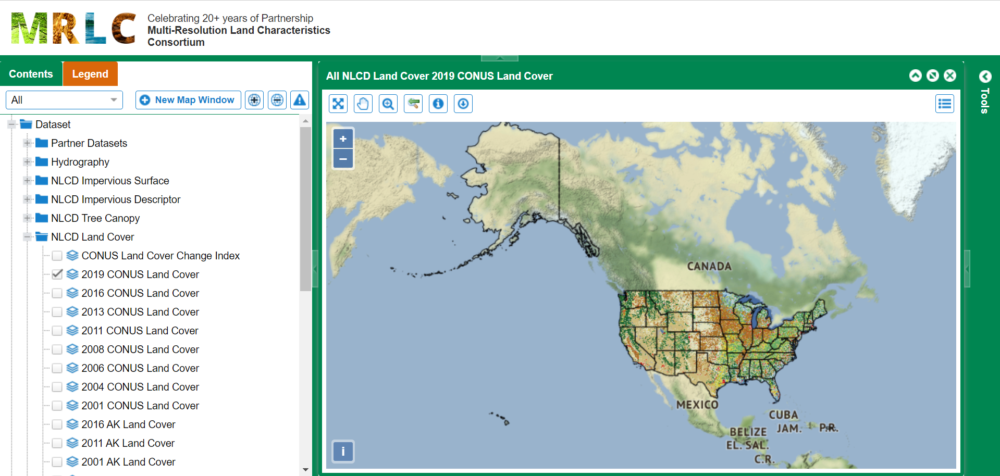 MRLC
Celebrating 20+ years of Partnership
Multi-Resolution Land Characteristics
Consortium
Contents
Legend
All
New Map Window
Dataset
Partner Datasets
Hydrography
NLCD Impervious Surface
NLCD Impervious Descriptor
NLCD Tree Canopy
NLCD Land Cover
CONUS Land Cover Change Index
2019 CONUS Land Cover
2016 CONUS Land Cover
2013 CONUS Land Cover
2011 CONUS Land Cover
2008 CONUS Land Cover
2006 CONUS Land Cover
2004 CONUS Land Cover
2001 CONUS Land Cover
2016 AK Land Cover
2011 AK Land Cover
2001 AK Land Cover
All NLCD Land Cover 2019 CONUS Land Cover
Tools
+
−
CANADA
MEXICO
CUBA
JAM.
P.R.
BELIZE
EL. SAL.
C.R.
i